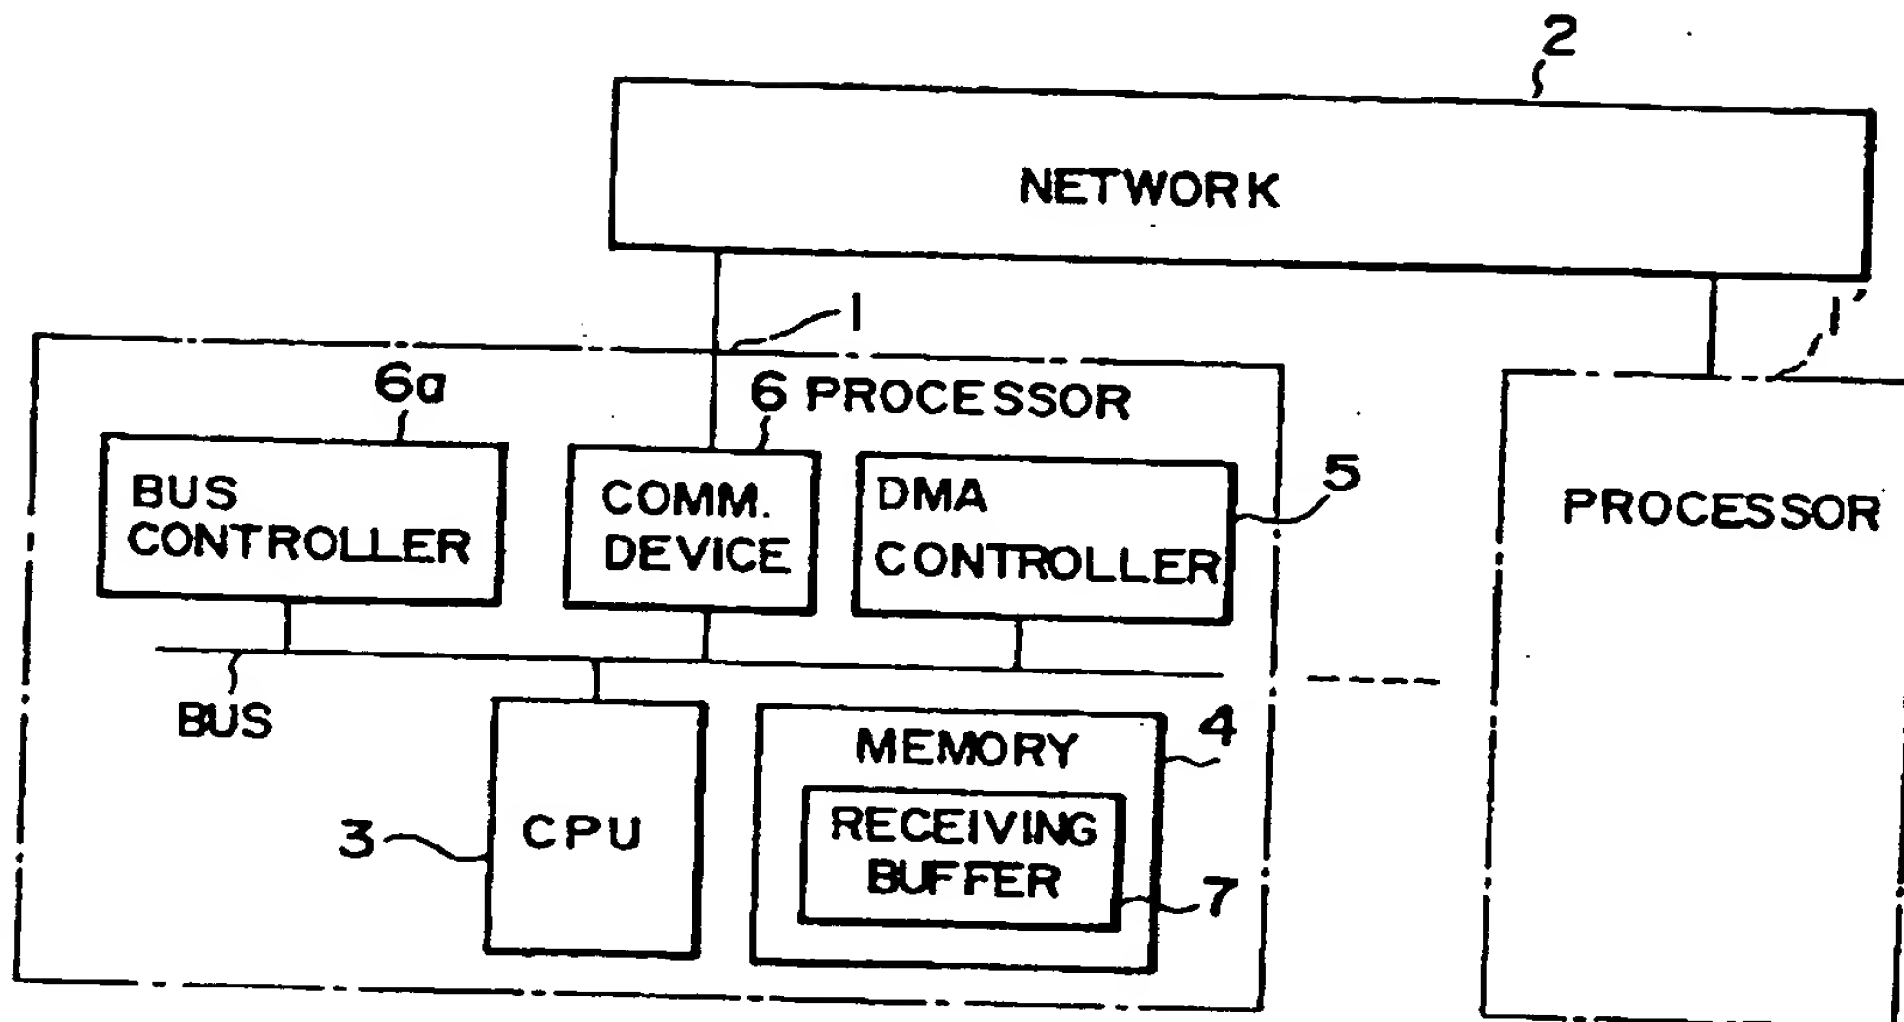 2
NETWORK
1
1'
6a
6 PROCESSOR
BUS
CONTROLLER
COMM.
DEVICE
DMA
CONTROLLER
5
PROCESSOR
BUS
3
CPU
MEMORY
4
RECEIVING
BUFFER
7